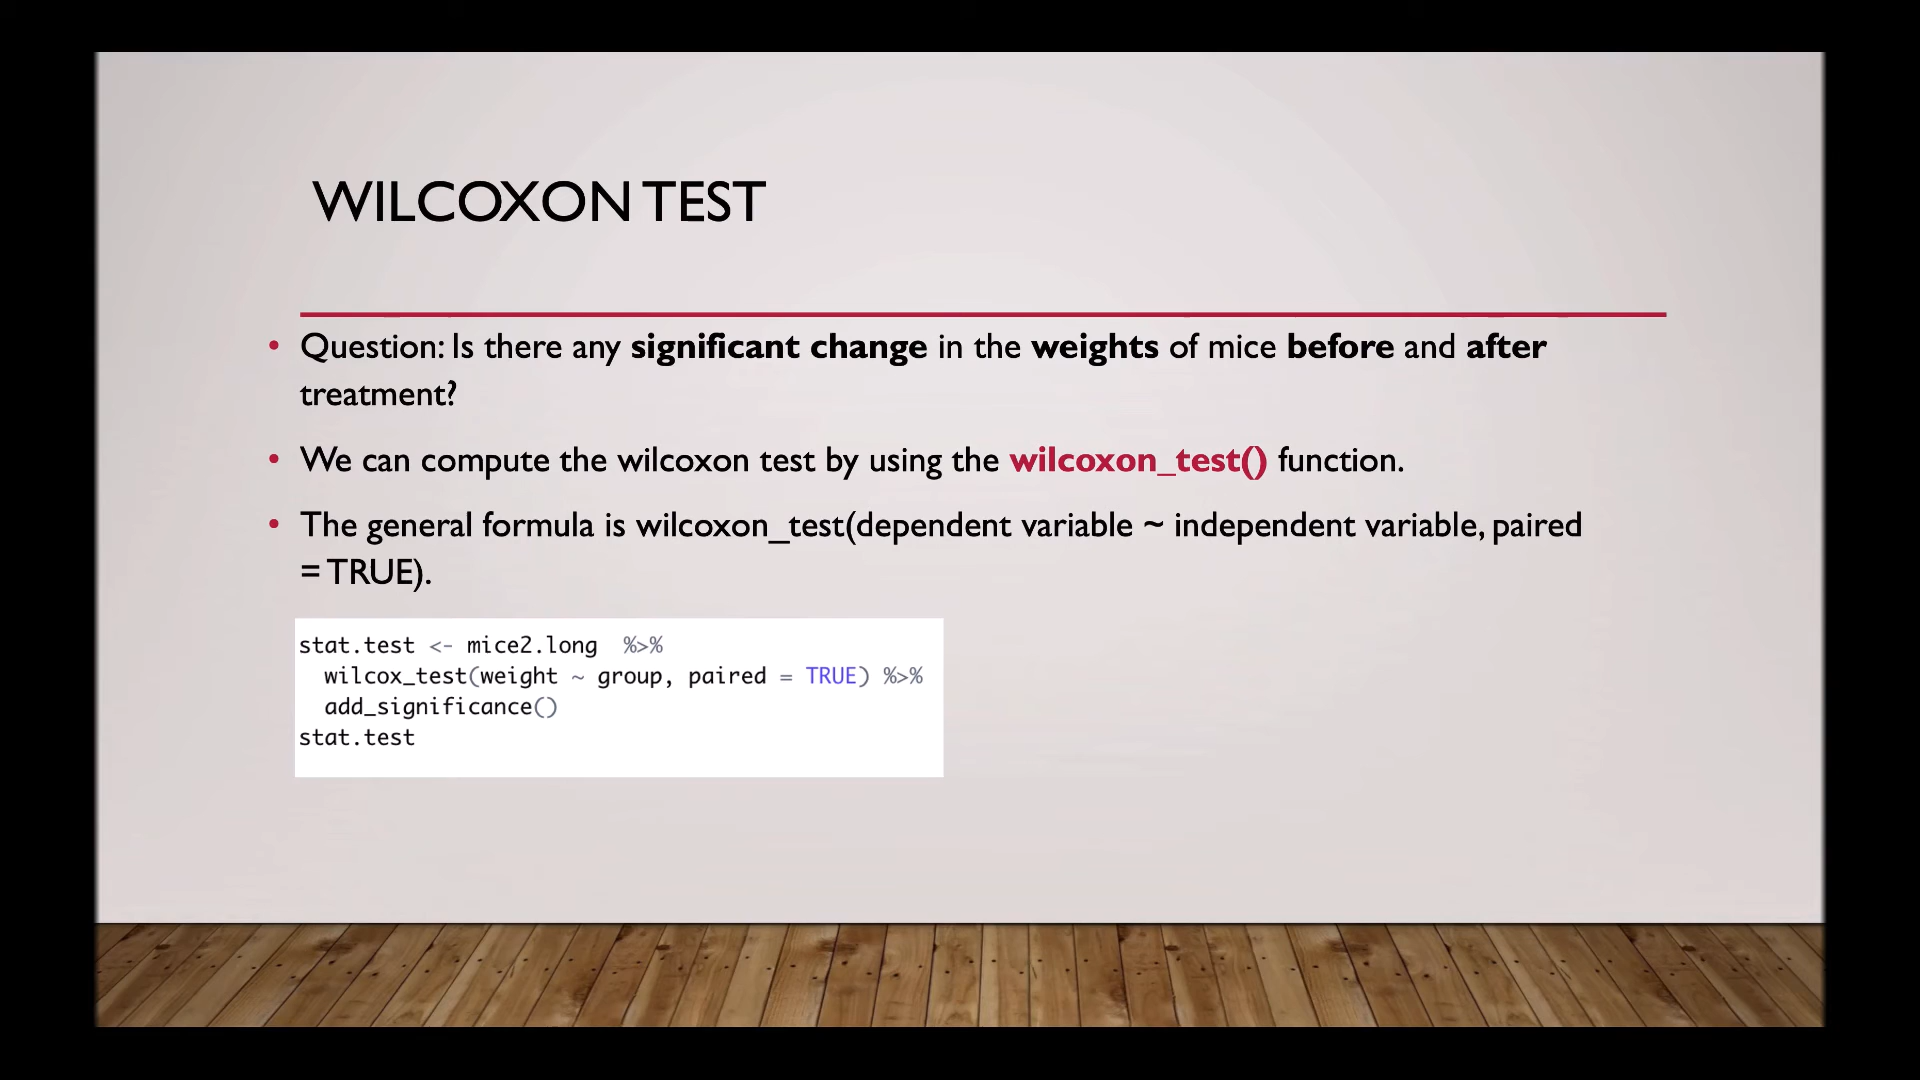 WILCOXON TEST
• Question: Is there any significant change in the weights of mice before and after
treatment?
• We can compute the wilcoxon test by using the wilcoxon_test() function.
• The general formula is wilcoxon_test(dependent variable ~ independent variable, paired
= TRUE).
stat.test <- mice2.long  %>%
  wilcox_test(weight ~ group, paired = TRUE) %>%
  add_significance()
stat.test